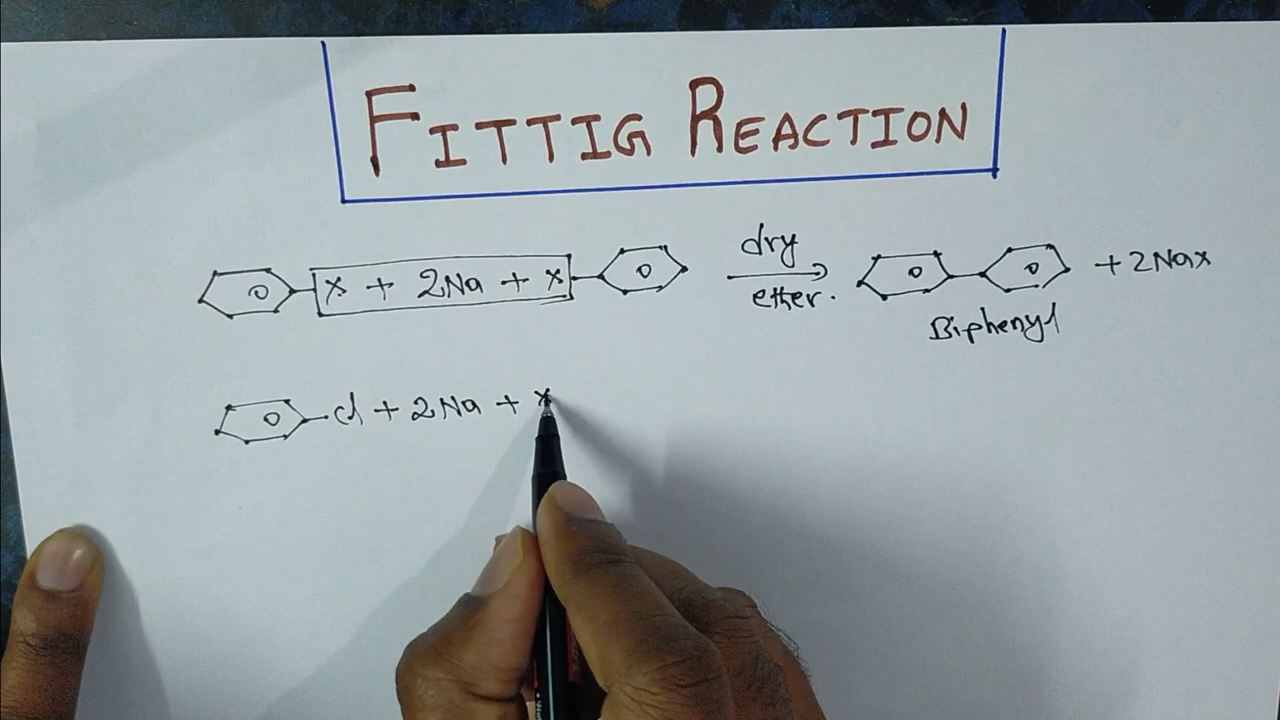 FITTIG REACTION
x + 2Na + x dry ether. + 2Nax
Biphenyl
cl + 2Na + x